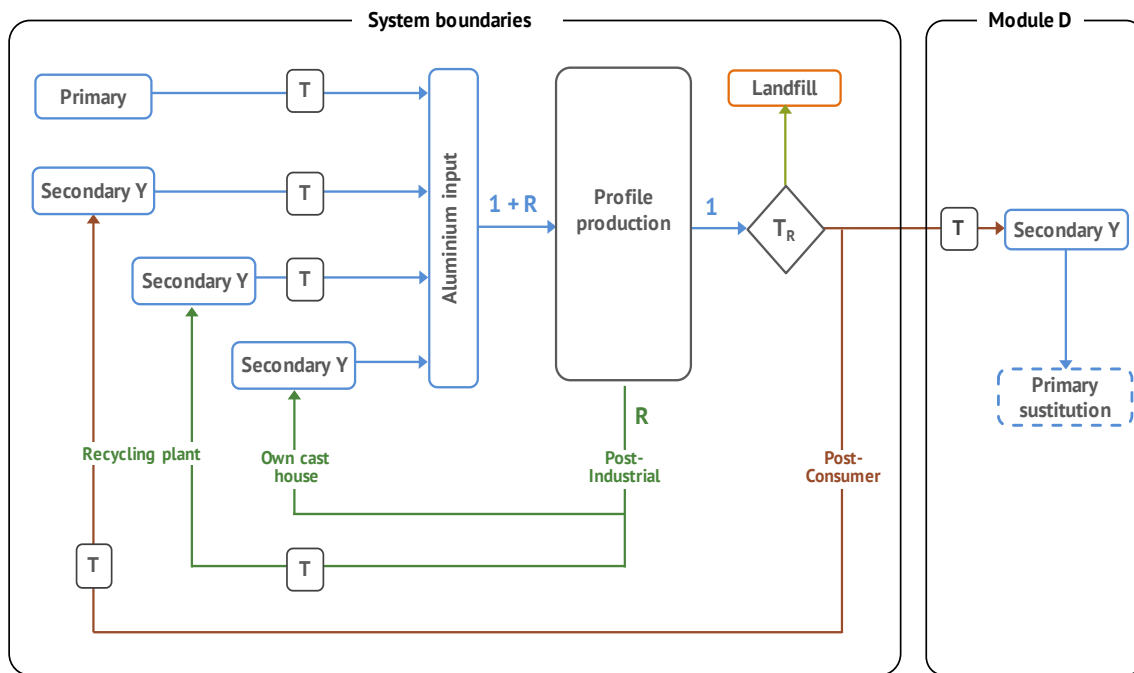 System boundaries
Module D
Primary
T
Landfill
Secondary Y
T
Aluminium input
1 + R
Profile
production
1
T_R
T
Secondary Y
Secondary Y
T
Secondary Y
Primary
sustitution
R
Recycling plant
Own cast
house
Post-
Industrial
Post-
Consumer
T
T